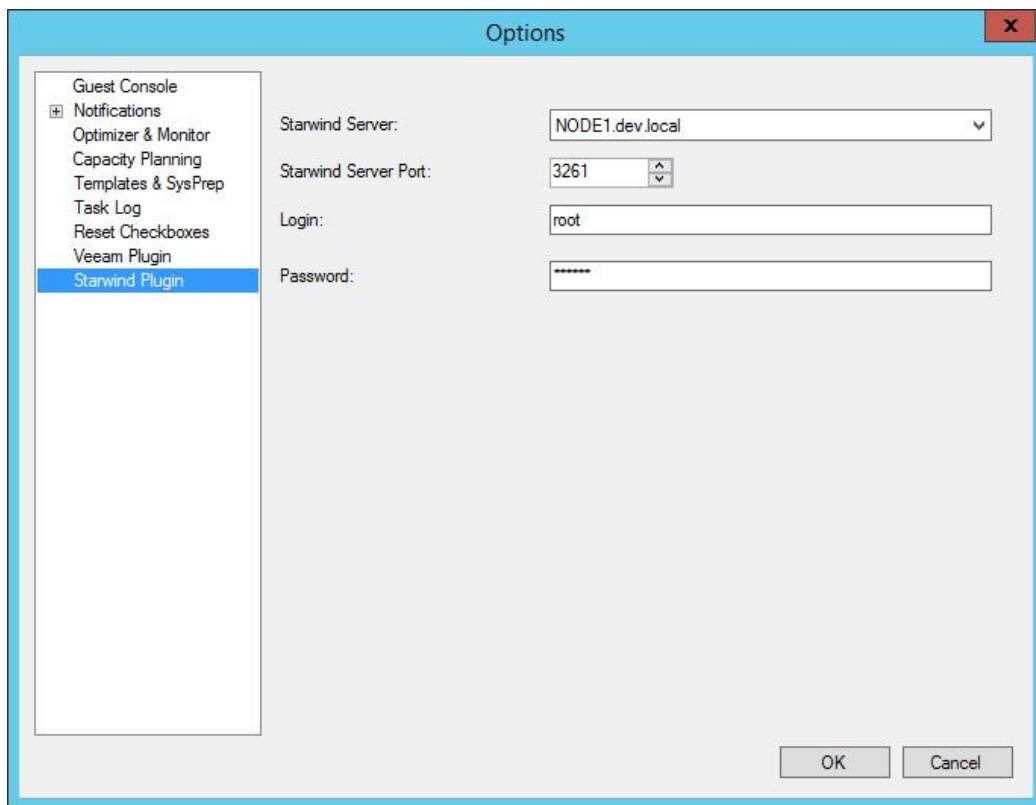 Options
x
Guest Console
Notifications
Optimizer & Monitor
Capacity Planning
Templates & SysPrep
Task Log
Reset Checkboxes
Veeam Plugin
Starwind Plugin
Starwind Server: NODE1.dev.local
Starwind Server Port: 3261
Login: root
Password: ******
OK Cancel